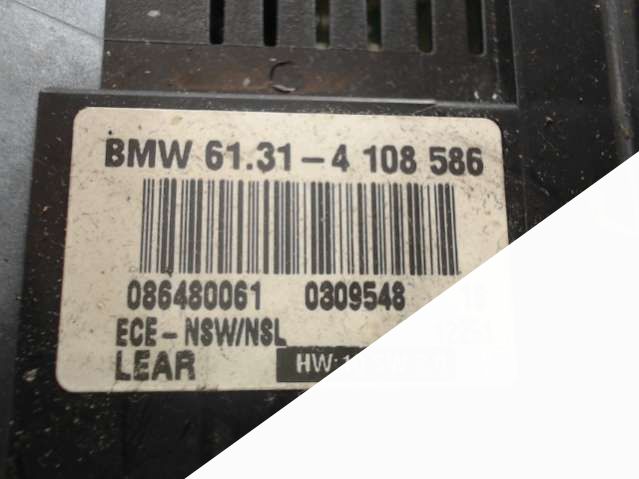 BMW 61.31-4 108 586
086480061 0309548
ECE-NSW/NSL
LEAR